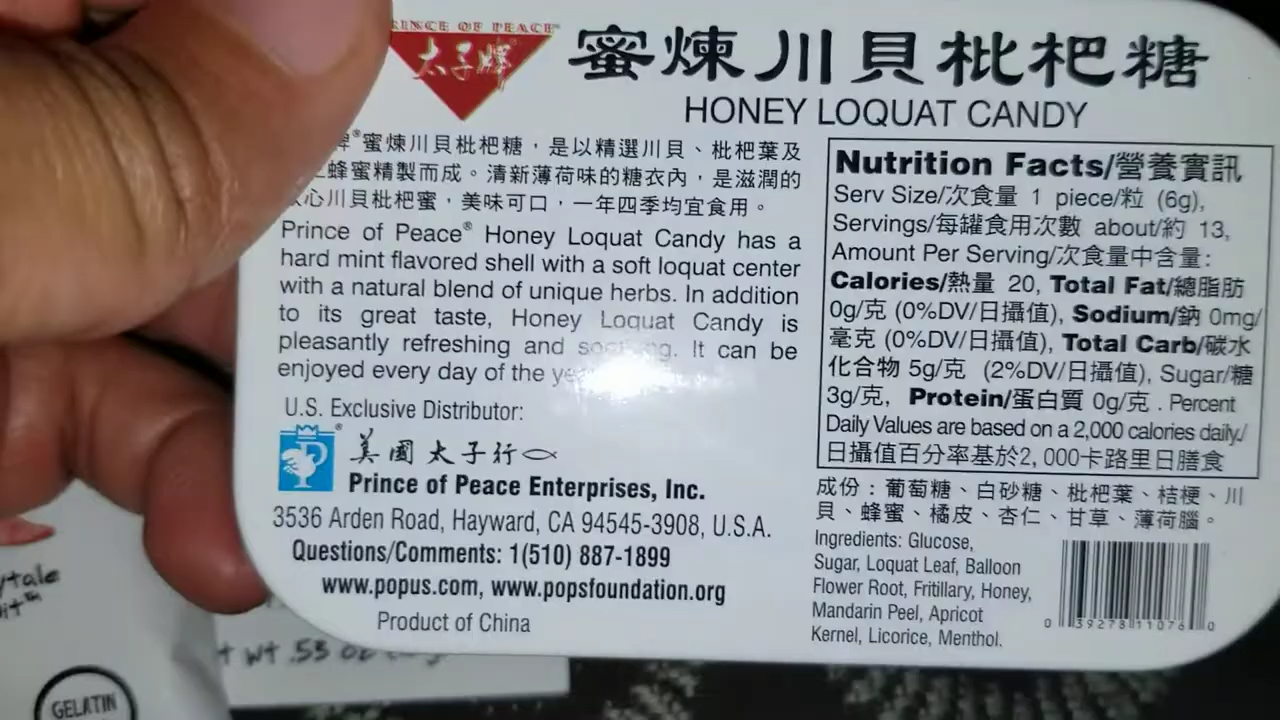 PRINCE OF PEACE
太子牌
蜜煉川貝枇杷糖
HONEY LOQUAT CANDY
牌®蜜煉川貝枇杷糖，是以精選川貝、枇杷葉及
蜂蜜精製而成。清新薄荷味的糖衣內，是滋潤的
心川貝枇杷蜜，美味可口，一年四季均宜食用。
Prince of Peace® Honey Loquat Candy has a
hard mint flavored shell with a soft loquat center
with a natural blend of unique herbs. In addition
to its great taste, Honey Loquat Candy is
pleasantly refreshing and soothing. It can be
enjoyed every day of the
U.S. Exclusive Distributor:
美國太子行
Prince of Peace Enterprises, Inc.
3536 Arden Road, Hayward, CA 94545-3908, U.S.A.
Questions/Comments: 1(510) 887-1899
www.popus.com, www.popsfoundation.org
Product of China
Nutrition Facts/營養實訊
Serv Size/次食量 1 piece/粒 (6g),
Servings/每罐食用次數 about/約 13,
Amount Per Serving/次食量中含量:
Calories/熱量 20, Total Fat/總脂肪
0g/克 (0%DV/日攝值), Sodium/鈉 0mg/
毫克 (0%DV/日攝值), Total Carb/碳水
化合物 5g/克 (2%DV/日攝值), Sugar/糖
3g/克, Protein/蛋白質 0g/克 . Percent
Daily Values are based on a 2,000 calories daily/
日攝值百分率基於2,000卡路里日膳食
成份：葡萄糖、白砂糖、枇杷葉、桔梗、川
貝、蜂蜜、橘皮、杏仁、甘草、薄荷腦。
Ingredients: Glucose,
Sugar, Loquat Leaf, Balloon
Flower Root, Fritillary, Honey,
Mandarin Peel, Apricot
Kernel, Licorice, Menthol.
0 39278 11076 0
wt .53 oz
GELATIN